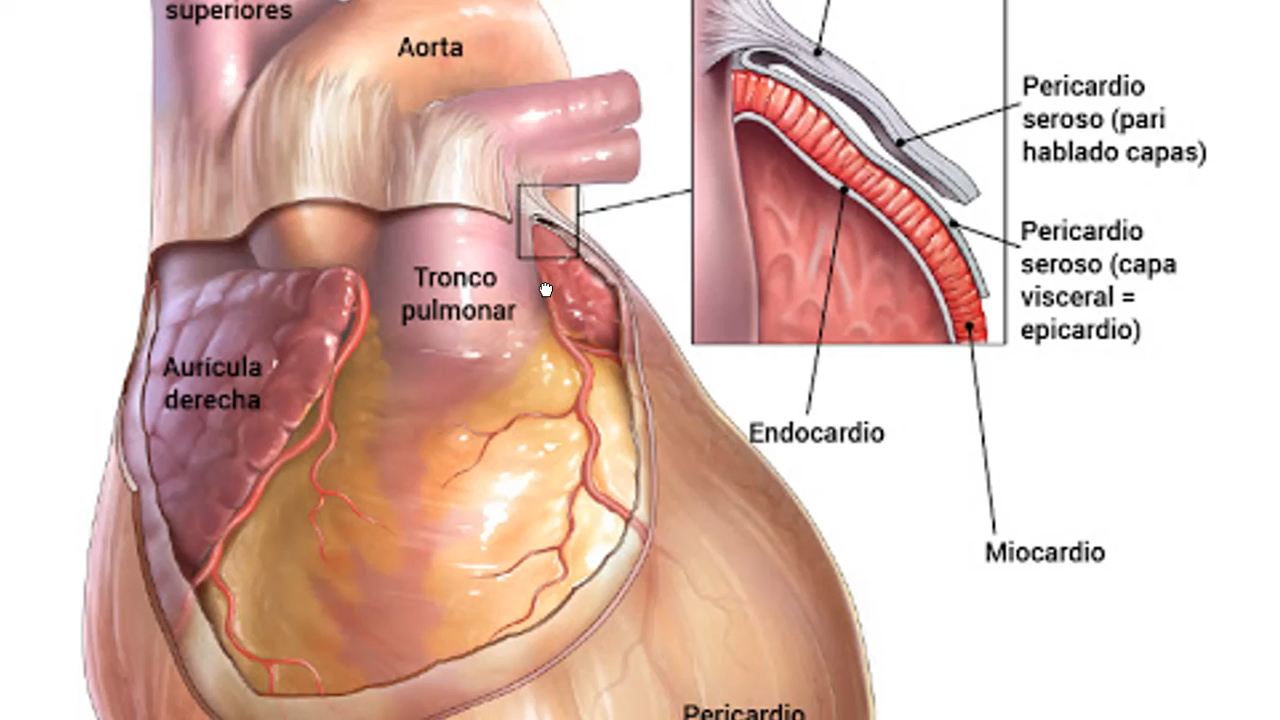 superiores
Aorta
Pericardio
seroso (pari
hablado capas)
Pericardio
seroso (capa
visceral =
epicardio)
Tronco
pulmonar
Aurícula
derecha
Endocardio
Miocardio
Pericardio